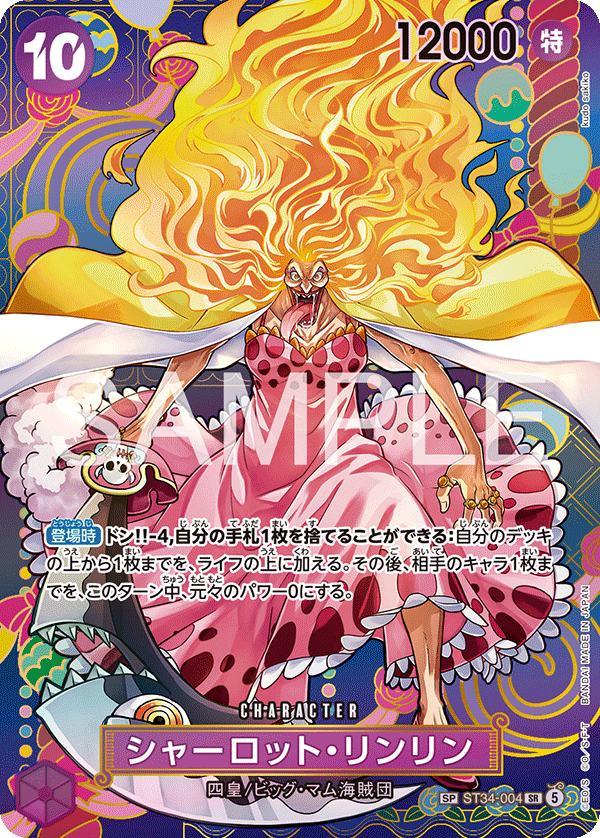 10
12000
特
kudo sakiko
SAMPLE
登場時 ドン!!-4,自分の手札1枚を捨てることができる:自分のデッキ
の上から1枚までを、ライフの上に加える。その後、相手のキャラ1枚ま
でを、このターン中、元々のパワー0にする。
CHARACTER
シャーロット・リンリン
四皇/ビッグ・マム海賊団
SP ST34-004 SR 5
©E.O/S CO./S・F・T BANDAI MADE IN JAPAN